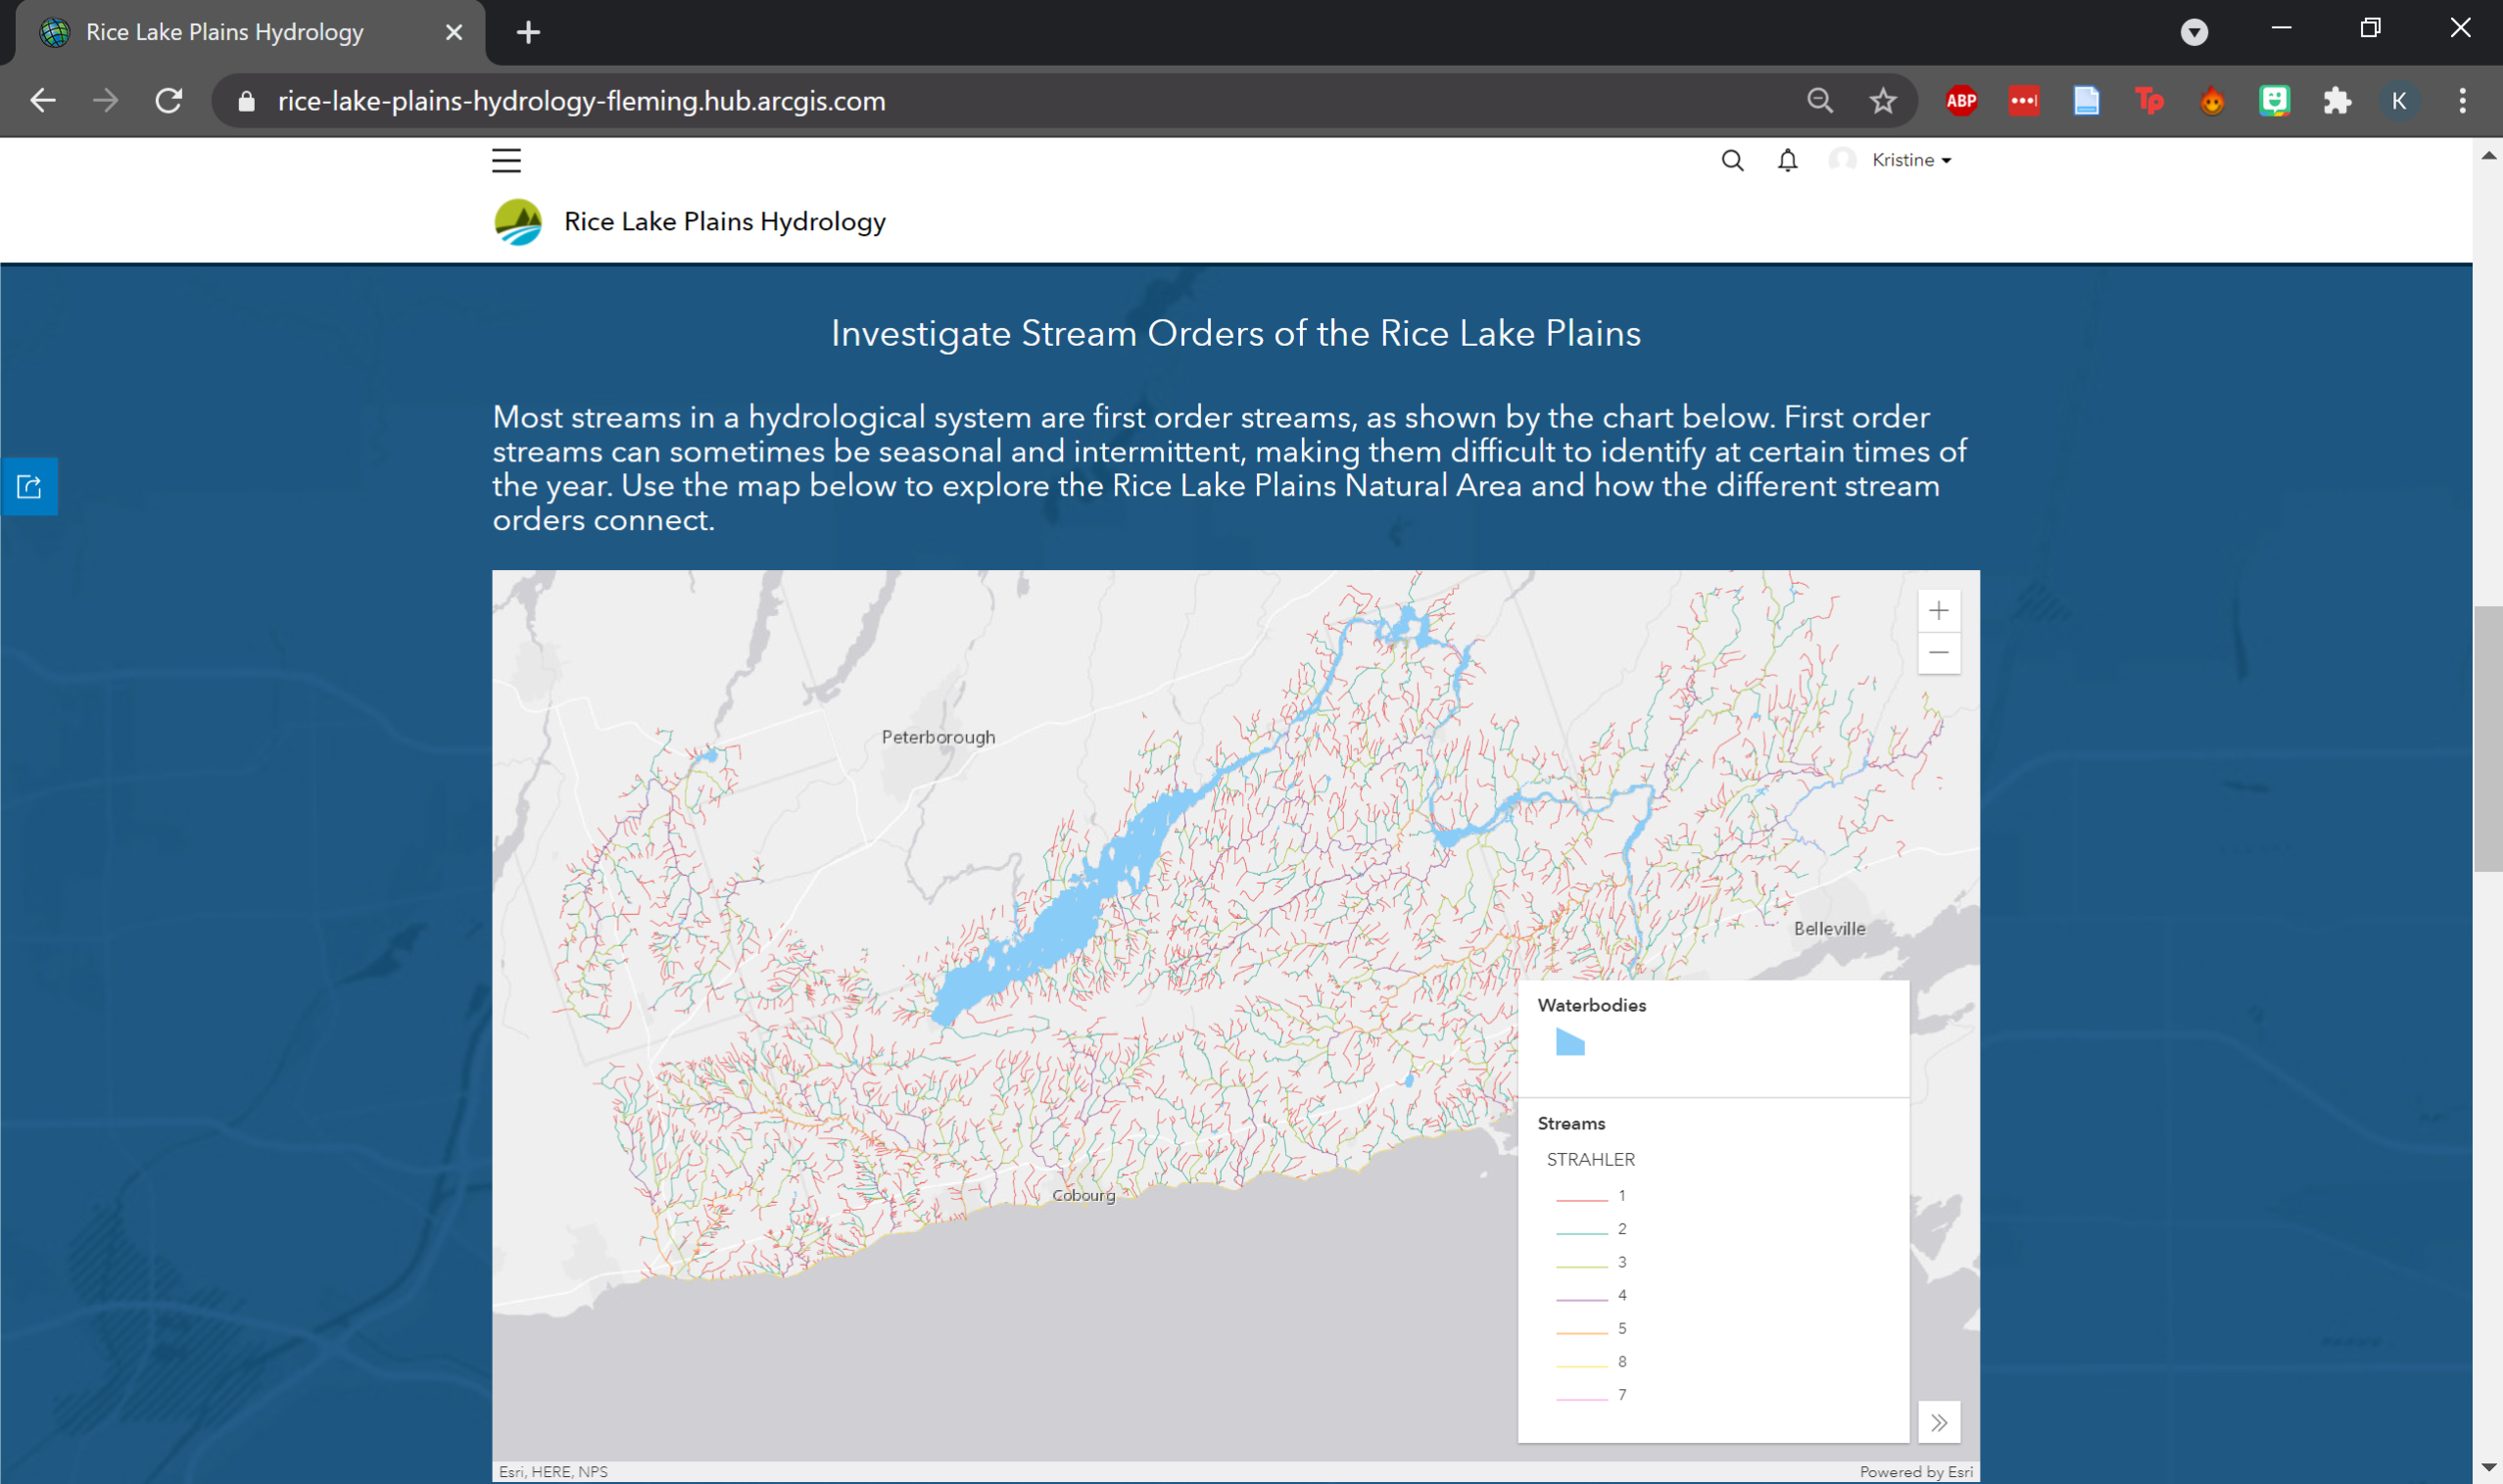 Rice Lake Plains Hydrology
rice-lake-plains-hydrology-fleming.hub.arcgis.com
ABP
Tp
K
Kristine
Rice Lake Plains Hydrology
Investigate Stream Orders of the Rice Lake Plains
Most streams in a hydrological system are first order streams, as shown by the chart below. First order
streams can sometimes be seasonal and intermittent, making them difficult to identify at certain times of
the year. Use the map below to explore the Rice Lake Plains Natural Area and how the different stream
orders connect.
Peterborough
Belleville
Cobourg
Waterbodies
Streams
STRAHLER
1
2
3
4
5
8
7
Esri, HERE, NPS
Powered by Esri